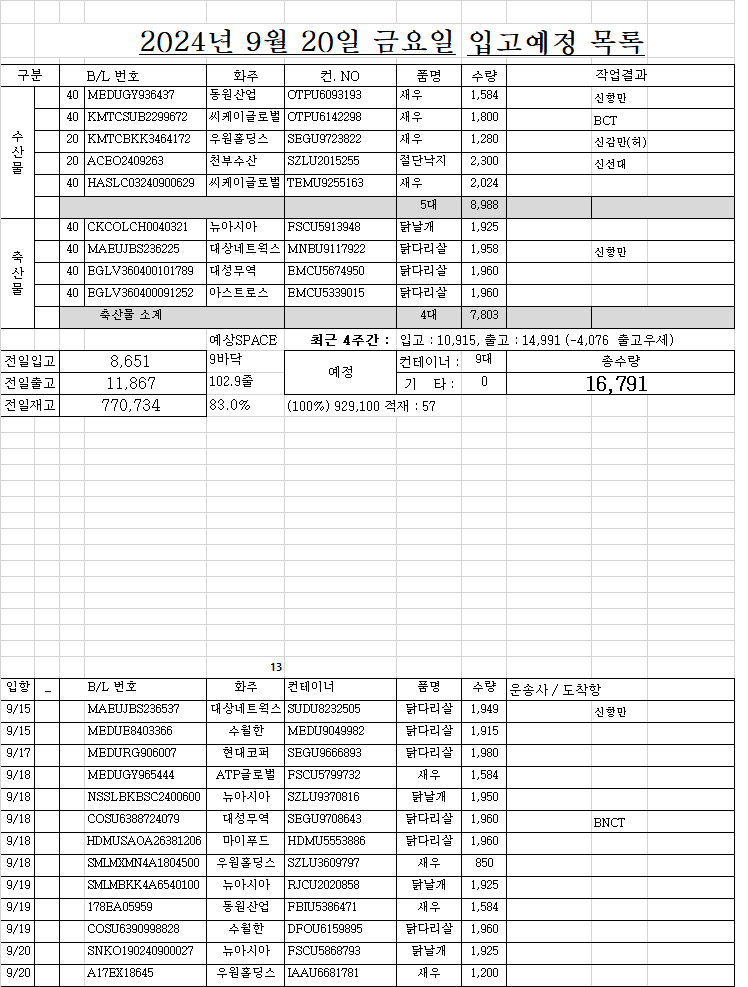 2024년 9월 20일 금요일 입고예정 목록
구분 B/L 번호 화주 컨. NO 품명 수량 작업결과
수산물
40 MEDUGY936437 동원산업 OTPU6093193 새우 1,584 신항만
40 KMTCSUB2299672 씨케이글로벌 OTPU6142298 새우 1,800 BCT
20 KMTCBKK3464172 우원홀딩스 SEGU9723822 새우 1,280 신감만(허)
20 ACEO2409263 천부수산 SZLU2015255 절단낙지 2,300 신선대
40 HASLC03240900629 씨케이글로벌 TEMU9255163 새우 2,024
5대 8,988
축산물
40 CKCOLCH0040321 뉴아시아 FSCU5913948 닭날개 1,925
40 MAEUJBS236225 대상네트웍스 MNBU9117922 닭다리살 1,958 신항만
40 EGLV360400101789 대성무역 EMCU5674950 닭다리살 1,960
40 EGLV360400091252 아스트로스 EMCU5339015 닭다리살 1,960
축산물 소계 4대 7,803
예상SPACE 최근 4주간 : 입고 : 10,915, 출고 : 14,991 (-4,076 출고우세)
전일입고 8,651 9바닥 예정 컨테이너 : 9대 총수량
전일출고 11,867 102.9줄 기 타 : 0 16,791
전일재고 770,734 83.0% (100%) 929,100 적재 : 57
13
입항 _ B/L 번호 화주 컨테이너 품명 수량 운송사 / 도착항
9/15 MAEUJBS236537 대상네트웍스 SUDU8232505 닭다리살 1,949 신항만
9/15 MEDUE8403366 수월한 MEDU9049982 닭다리살 1,915
9/17 MEDURG906007 현대코퍼 SEGU9666893 닭다리살 1,980
9/18 MEDUGY965444 ATP글로벌 FSCU5799732 새우 1,584
9/18 NSSLBKBSC2400600 뉴아시아 SZLU9370816 닭날개 1,950
9/18 COSU6388724079 대성무역 SEGU9708643 닭다리살 1,960 BNCT
9/18 HDMUSAOA26381206 마이푸드 HDMU5553886 닭다리살 1,960
9/18 SMLMXMN4A1804500 우원홀딩스 SZLU3609797 새우 850
9/19 SMLMBKK4A6540100 뉴아시아 RJCU2020858 닭날개 1,925
9/19 178EA05959 동원산업 FBIU5386471 새우 1,584
9/19 COSU6390998828 수월한 DFOU6159895 닭다리살 1,960
9/20 SNKO190240900027 뉴아시아 FSCU5868793 닭날개 1,925
9/20 A17EX18645 우원홀딩스 IAAU6681781 새우 1,200